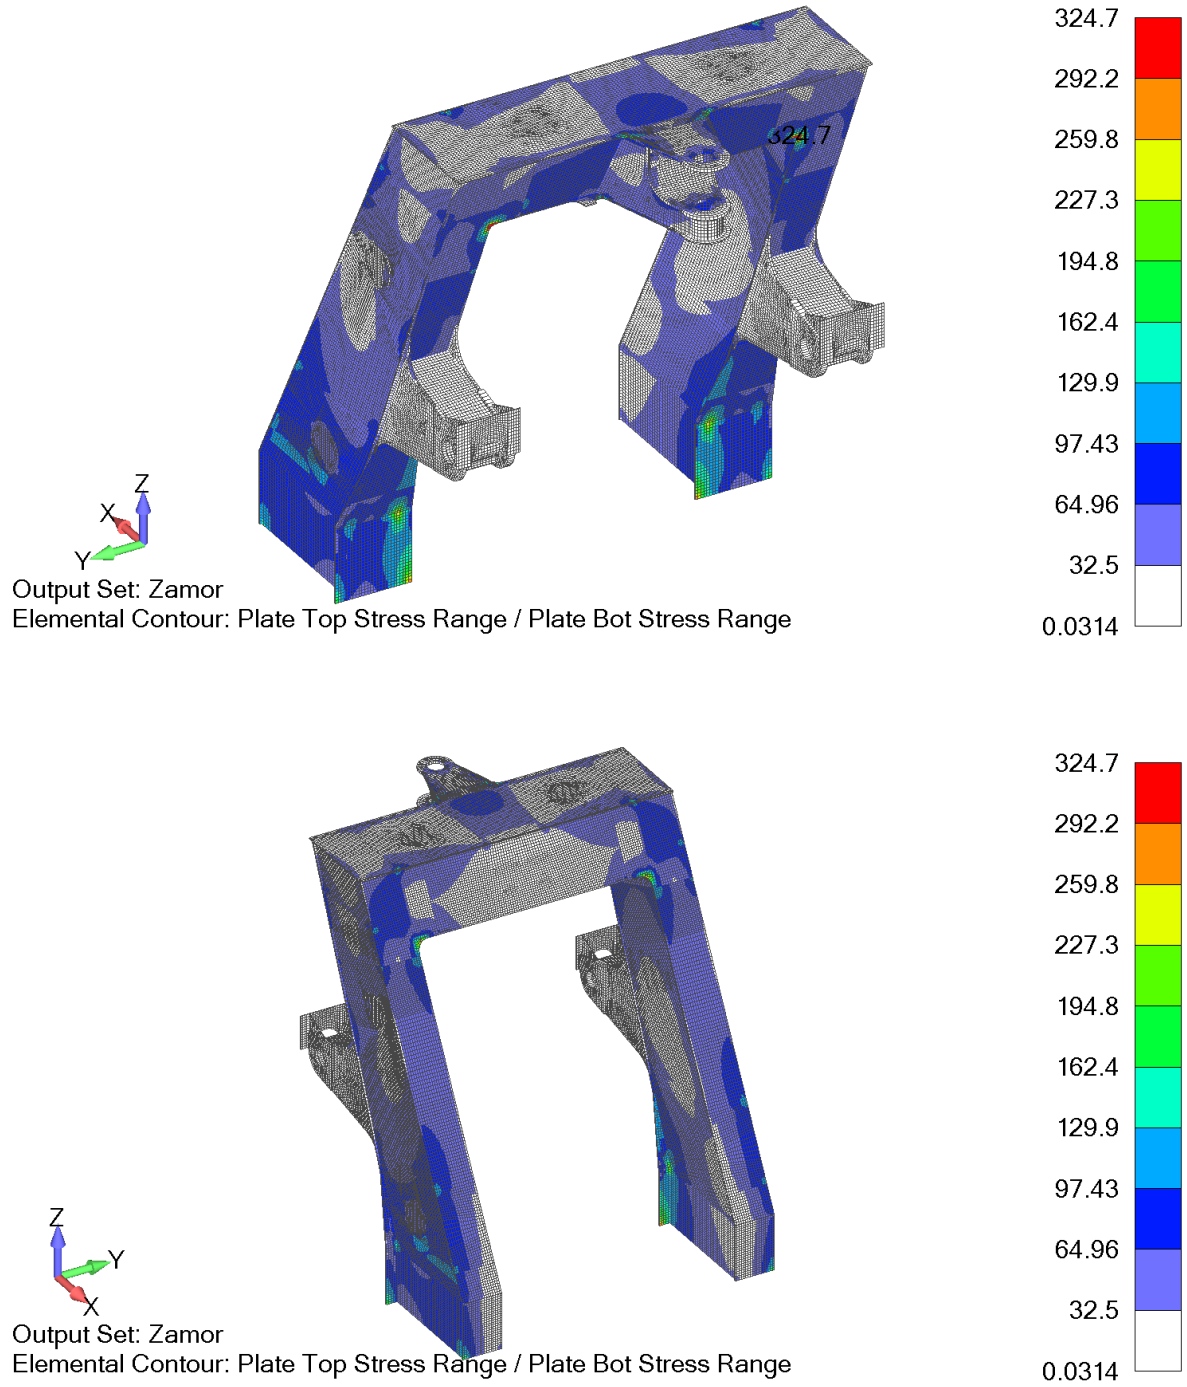 324.7
292.2
259.8
227.3
194.8
162.4
129.9
97.43
64.96
32.5
0.0314
324.7
Z
X
Y
Output Set: Zamor
Elemental Contour: Plate Top Stress Range / Plate Bot Stress Range
324.7
292.2
259.8
227.3
194.8
162.4
129.9
97.43
64.96
32.5
0.0314
Z
Y
X
Output Set: Zamor
Elemental Contour: Plate Top Stress Range / Plate Bot Stress Range